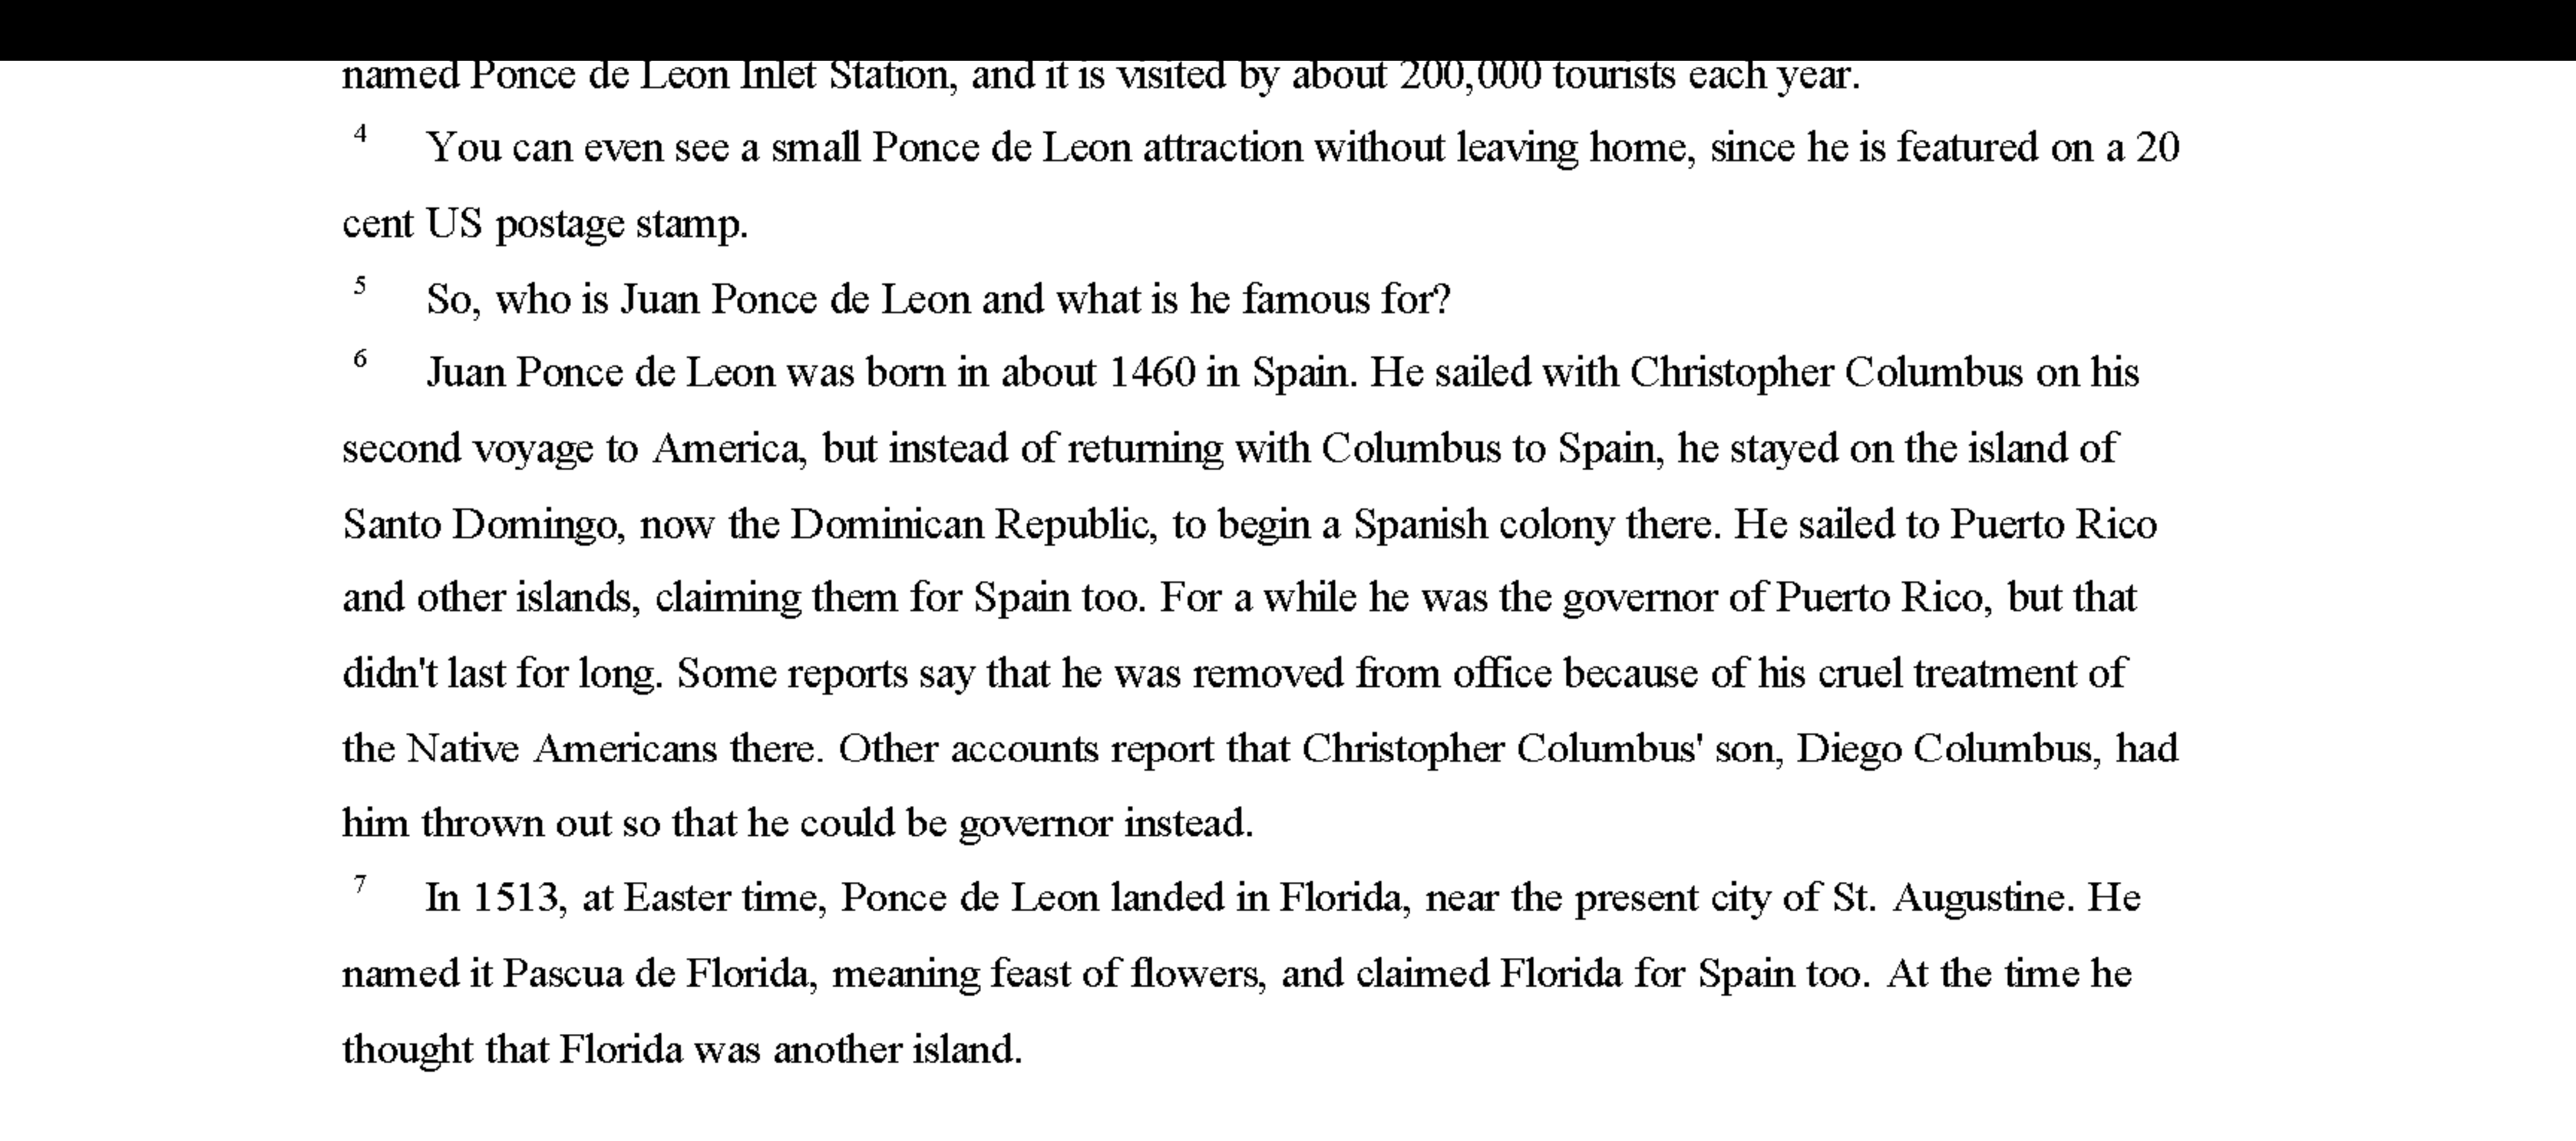 named Ponce de Leon Inlet Station, and it is visited by about 200,000 tourists each year.
4 You can even see a small Ponce de Leon attraction without leaving home, since he is featured on a 20
cent US postage stamp.
5 So, who is Juan Ponce de Leon and what is he famous for?
6 Juan Ponce de Leon was born in about 1460 in Spain. He sailed with Christopher Columbus on his
second voyage to America, but instead of returning with Columbus to Spain, he stayed on the island of
Santo Domingo, now the Dominican Republic, to begin a Spanish colony there. He sailed to Puerto Rico
and other islands, claiming them for Spain too. For a while he was the governor of Puerto Rico, but that
didn't last for long. Some reports say that he was removed from office because of his cruel treatment of
the Native Americans there. Other accounts report that Christopher Columbus' son, Diego Columbus, had
him thrown out so that he could be governor instead.
7 In 1513, at Easter time, Ponce de Leon landed in Florida, near the present city of St. Augustine. He
named it Pascua de Florida, meaning feast of flowers, and claimed Florida for Spain too. At the time he
thought that Florida was another island.